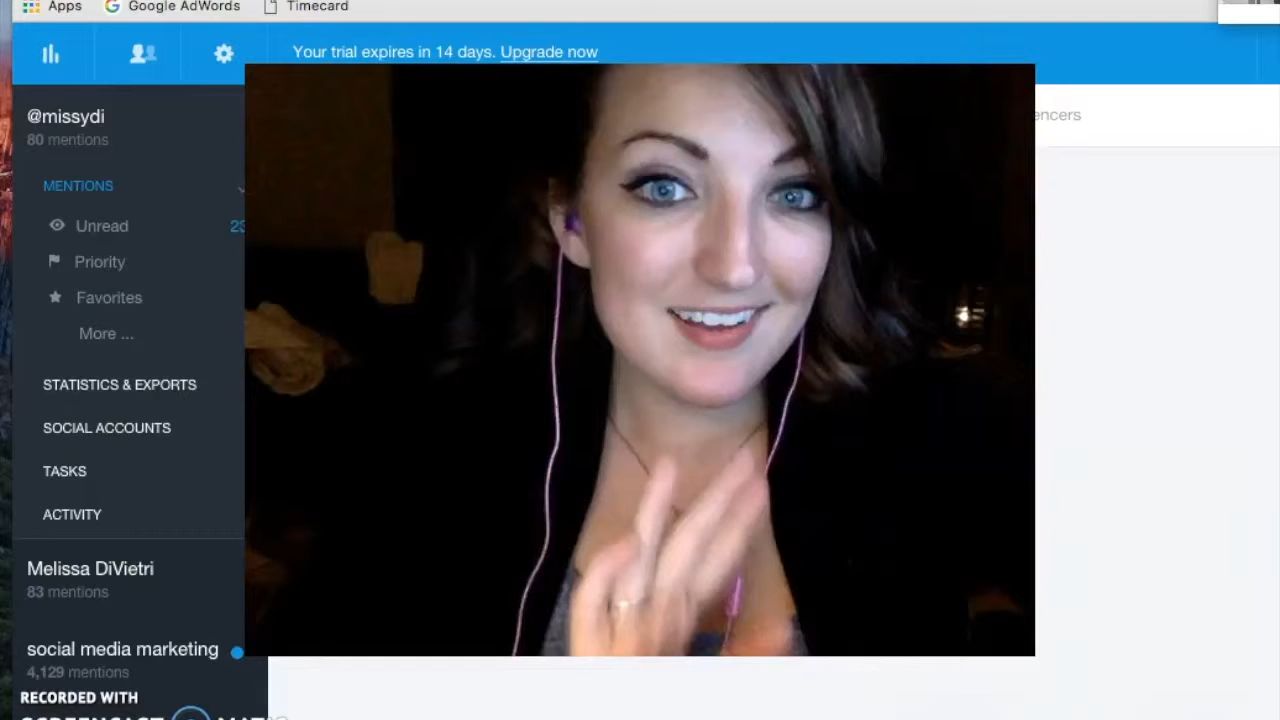 Apps Google AdWords Timecard
Your trial expires in 14 days. Upgrade now
@missydi
80 mentions
encers
MENTIONS
Unread 23
Priority
Favorites
More ...
STATISTICS & EXPORTS
SOCIAL ACCOUNTS
TASKS
ACTIVITY
Melissa DiVietri
83 mentions
social media marketing
4,129 mentions
RECORDED WITH